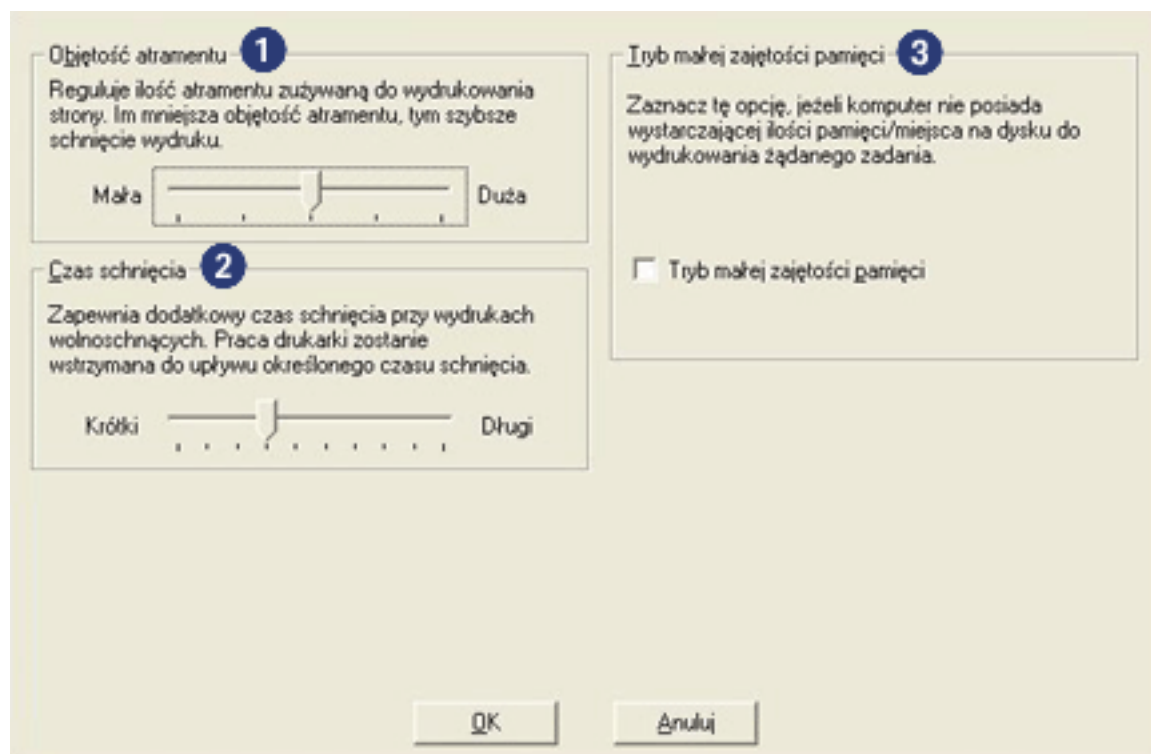 Objętość atramentu 1
Reguluje ilość atramentu zużywaną do wydrukowania
strony. Im mniejsza objętość atramentu, tym szybsze
schnięcie wydruku.
Mała Duża
Czas schnięcia 2
Zapewnia dodatkowy czas schnięcia przy wydrukach
wolnoschnących. Praca drukarki zostanie
wstrzymana do upływu określonego czasu schnięcia.
Krótki Długi
Tryb małej zajętości pamięci 3
Zaznacz tę opcję, jeżeli komputer nie posiada
wystarczającej ilości pamięci/miejsca na dysku do
wydrukowania żądanego zadania.
Tryb małej zajętości pamięci
OK Anuluj